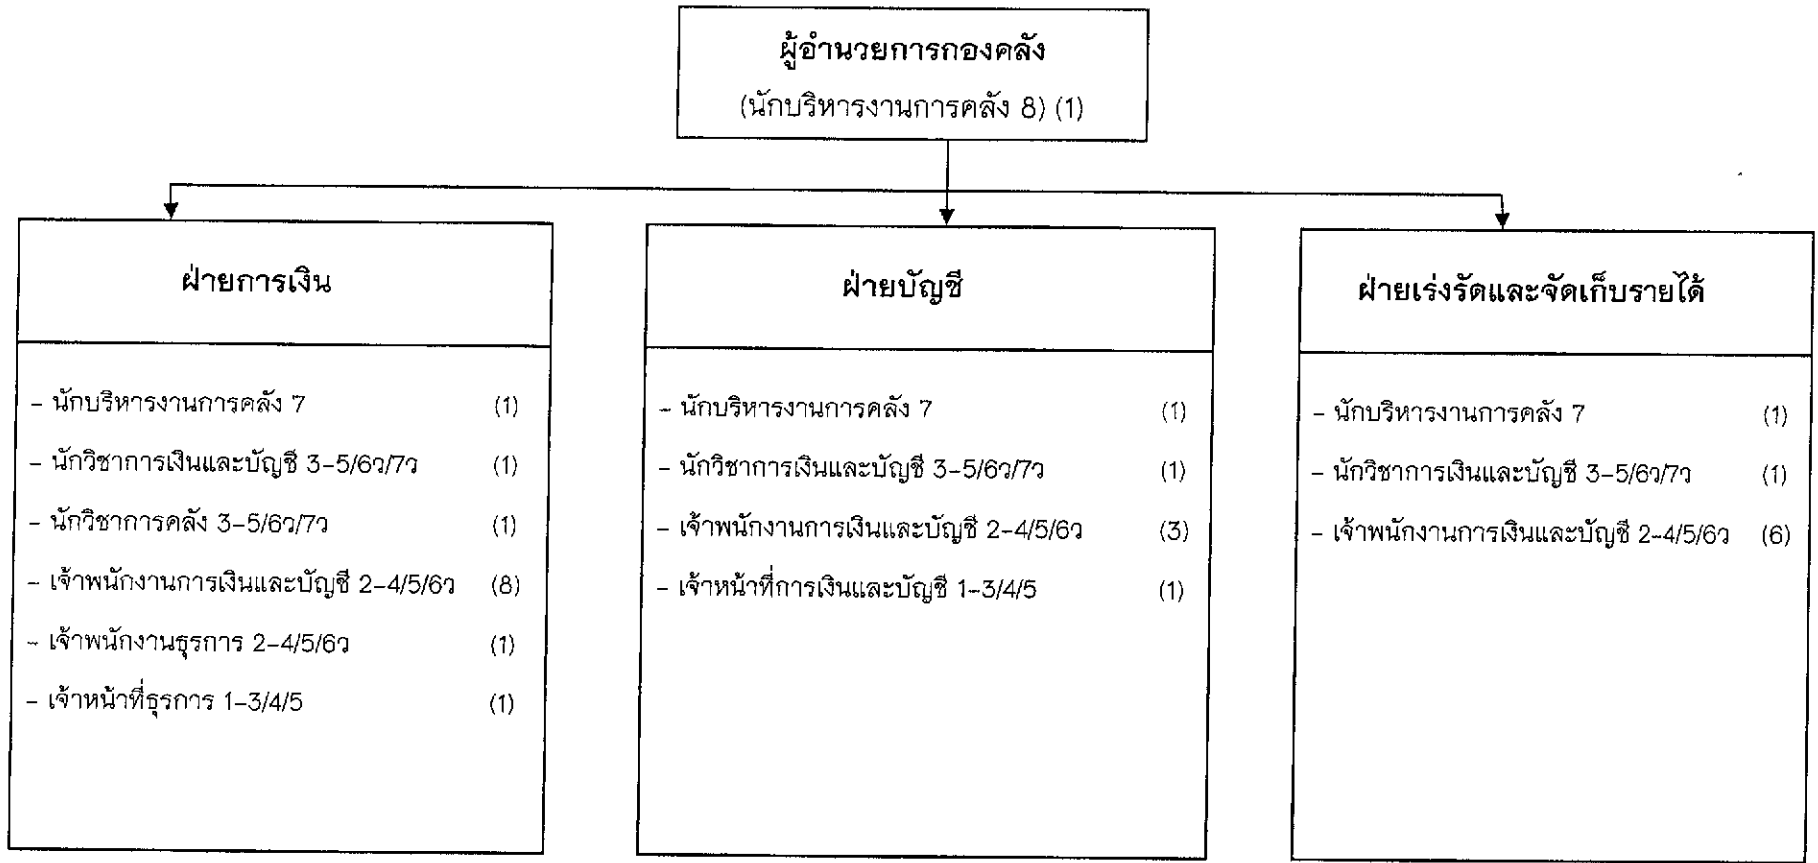 ผู้อำนวยการกองคลัง
(นักบริหารงานการคลัง 8) (1)
ฝ่ายการเงิน
- นักบริหารงานการคลัง 7 (1)
- นักวิชาการเงินและบัญชี 3-5/6ว/7ว (1)
- นักวิชาการคลัง 3-5/6ว/7ว (1)
- เจ้าพนักงานการเงินและบัญชี 2-4/5/6ว (8)
- เจ้าพนักงานธุรการ 2-4/5/6ว (1)
- เจ้าหน้าที่ธุรการ 1-3/4/5 (1)
ฝ่ายบัญชี
- นักบริหารงานการคลัง 7 (1)
- นักวิชาการเงินและบัญชี 3-5/6ว/7ว (1)
- เจ้าพนักงานการเงินและบัญชี 2-4/5/6ว (3)
- เจ้าหน้าที่การเงินและบัญชี 1-3/4/5 (1)
ฝ่ายเร่งรัดและจัดเก็บรายได้
- นักบริหารงานการคลัง 7 (1)
- นักวิชาการเงินและบัญชี 3-5/6ว/7ว (1)
- เจ้าพนักงานการเงินและบัญชี 2-4/5/6ว (6)